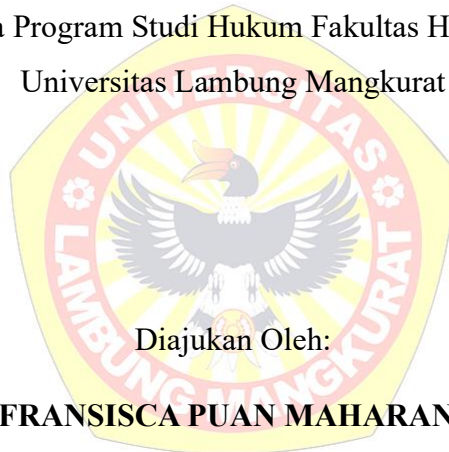 a Program Studi Hukum Fakultas H
Universitas Lambung Mangkurat
UNIVERSITAS
LAMBUNG MANGKURAT
Diajukan Oleh:
FRANSISCA PUAN MAHARAN